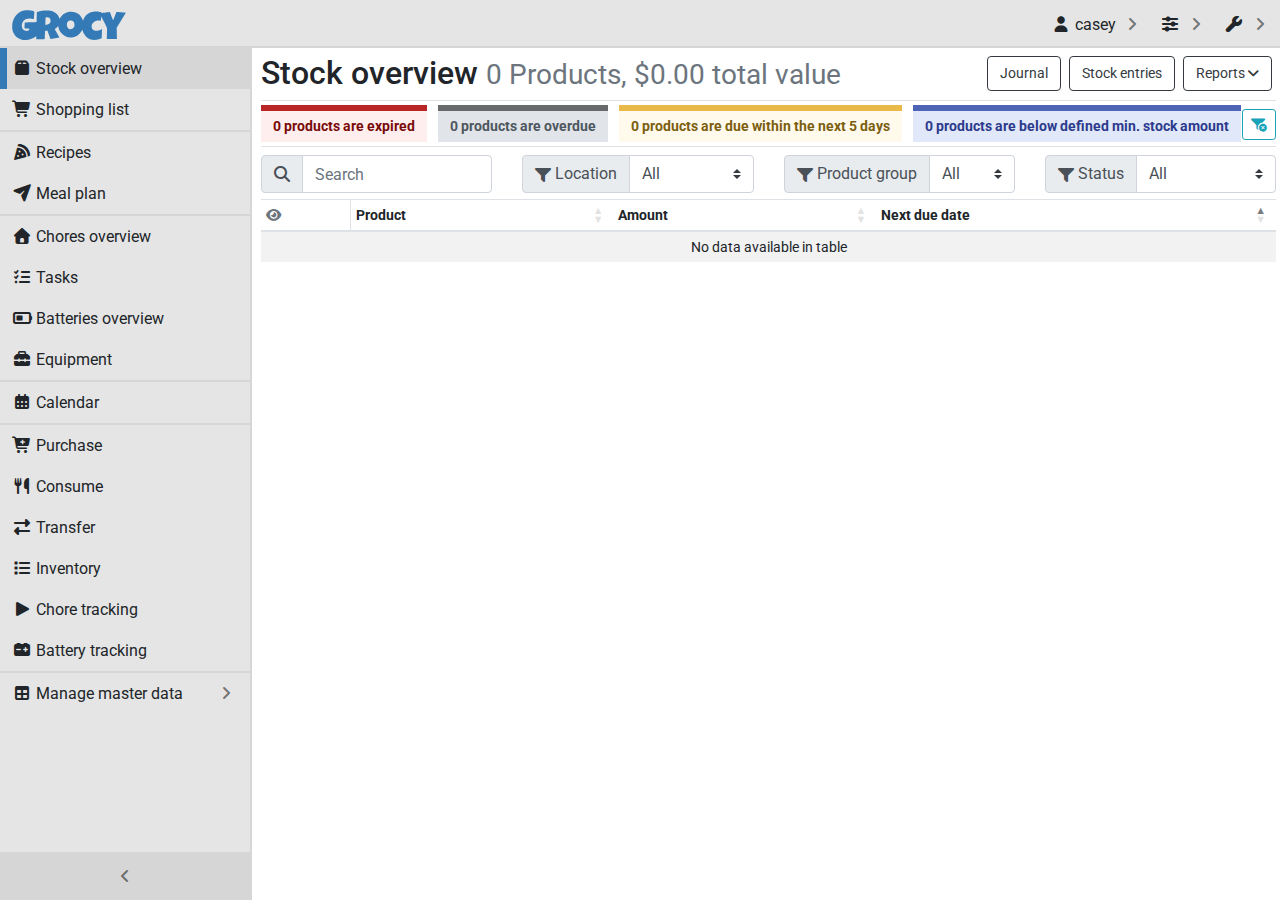 GROCY
casey
Stock overview
Shopping list
Recipes
Meal plan
Chores overview
Tasks
Batteries overview
Equipment
Calendar
Purchase
Consume
Transfer
Inventory
Chore tracking
Battery tracking
Manage master data
Stock overview 0 Products, $0.00 total value
Journal
Stock entries
Reports
0 products are expired
0 products are overdue
0 products are due within the next 5 days
0 products are below defined min. stock amount
Search
Location All
Product group All
Status All
Product Amount Next due date
No data available in table